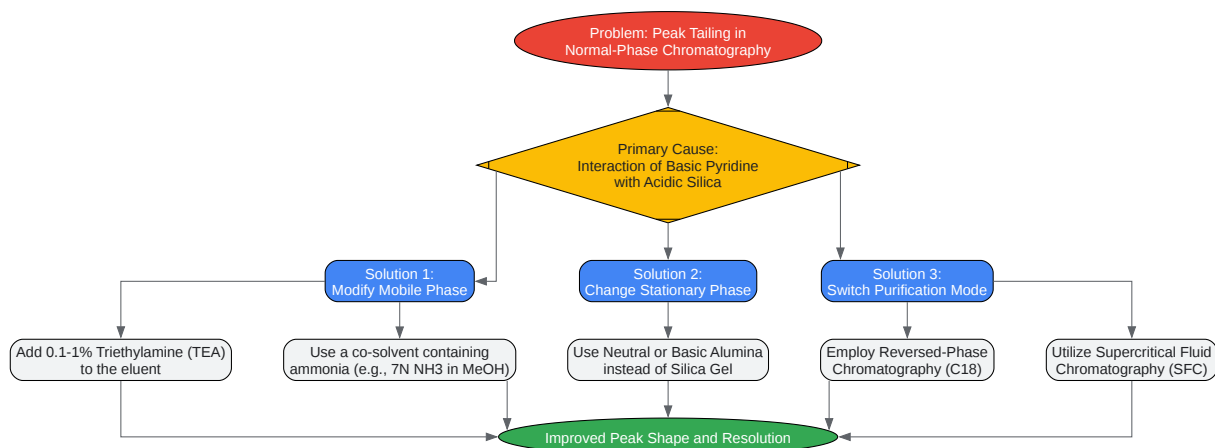 Problem: Peak Tailing in
Normal-Phase Chromatography
Primary Cause:
Interaction of Basic Pyridine
with Acidic Silica
Solution 1:
Modify Mobile Phase
Solution 2:
Change Stationary Phase
Solution 3:
Switch Purification Mode
Add 0.1-1% Triethylamine (TEA)
to the eluent
Use a co-solvent containing
ammonia (e.g., 7N NH3 in MeOH)
Use Neutral or Basic Alumina
instead of Silica Gel
Employ Reversed-Phase
Chromatography (C18)
Utilize Supercritical Fluid
Chromatography (SFC)
Improved Peak Shape and Resolution